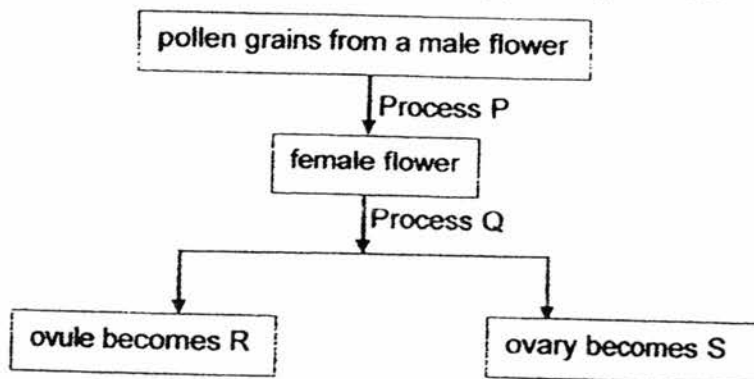 pollen grains from a male flower
Process P
female flower
Process Q
ovule becomes R
ovary becomes S